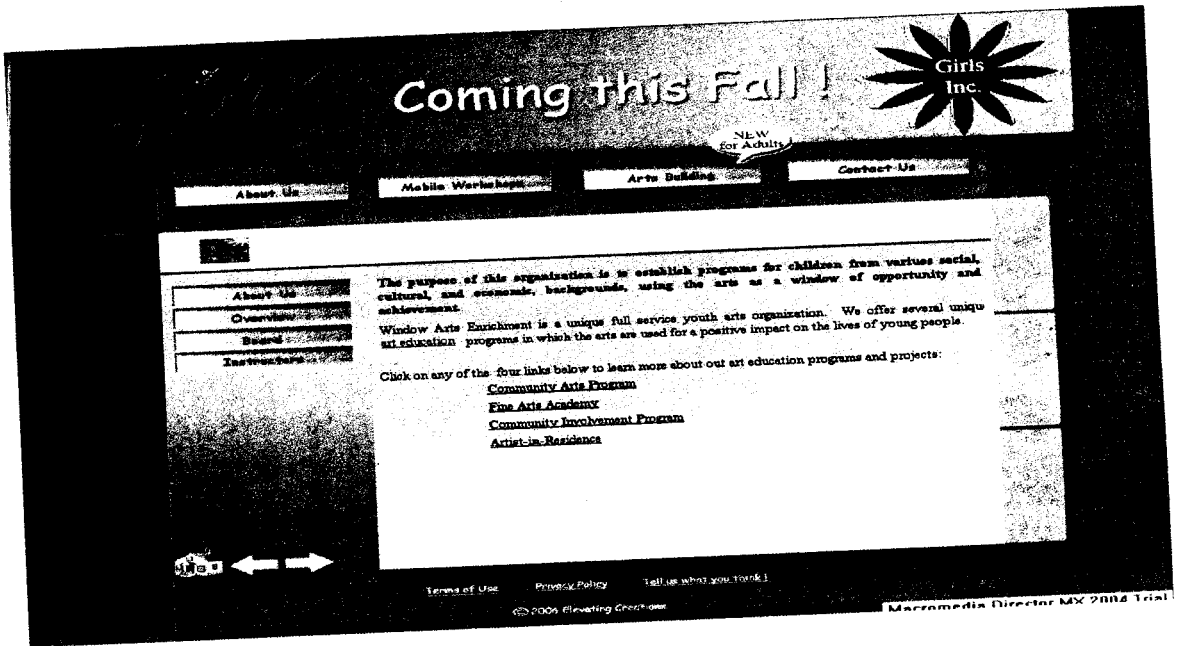 Coming this Fall !
Girls
Inc.
NEW
for Adults
About Us
Mobile Workshops
Arts Building
Contact Us
About Us
Overview
Board
Instructors
The purpose of this organization is to establish programs for children from variues social,
cultural, and economic, backgrounds, using the arts as a window of opportunity and
achievement.
Window Arts Enrichment is a unique full service youth arts organization. We offer several unique
art education programs in which the arts are used for a positive impact on the lives of young people.
Click on any of the four links below to learn more about our art education programs and projects:
Community Arts Program
Fine Arts Academy
Community Involvement Program
Artist-in-Residence
Terms of Use Privacy Policy Tell us what you think !
© 2006 Elevating Creations
Macromedia Director MX 2004 Trial